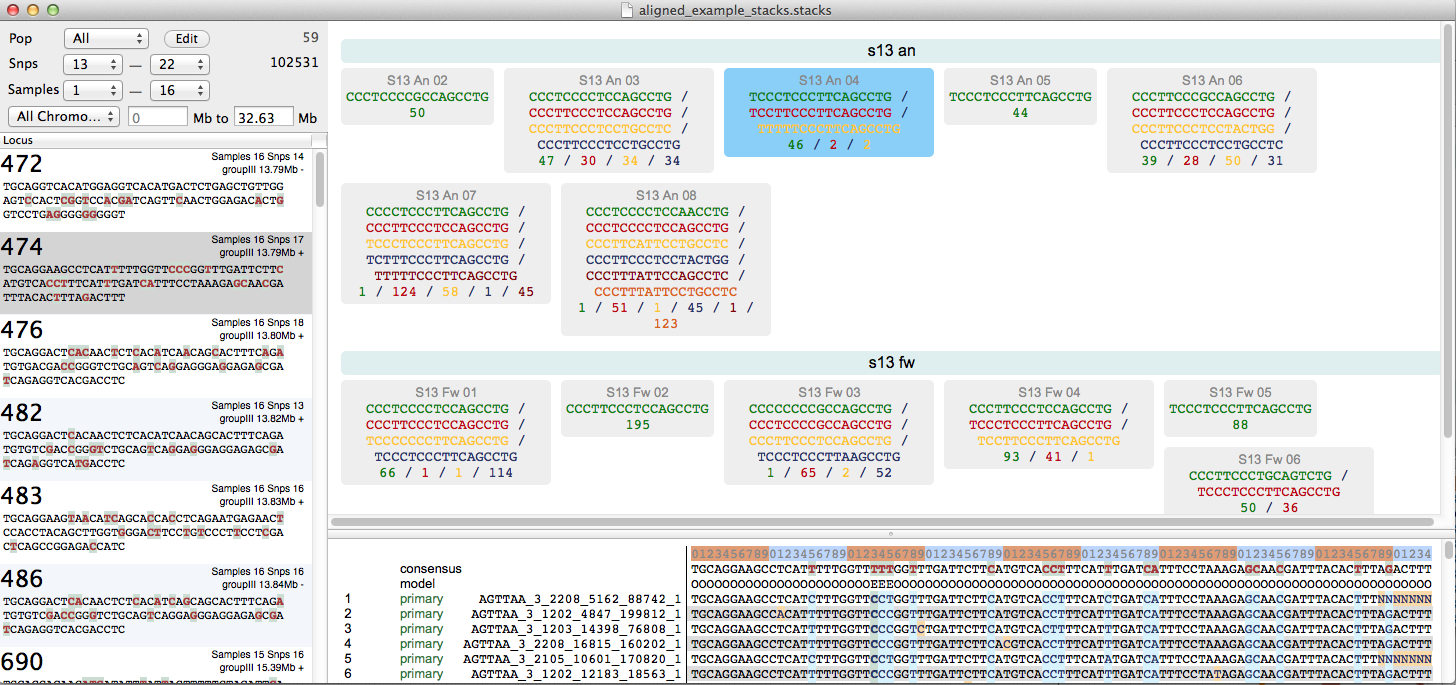 aligned_example_stacks.stacks
Pop All Edit 59
Snps 13 — 22 102531
Samples 1 — 16
All Chromo... 0 Mb to 32.63 Mb
Locus
472 Samples 16 Snps 14
groupIII 13.79Mb -
TGCAGGTCACATGGAGGTCACATGACTCTGAGCTGTTGG
AGTCCACTCGGTCCACGATCAGTTCAACTGGAGACACTG
GTCCTGAGGGGGGGGT
474 Samples 16 Snps 17
groupIII 13.79Mb +
TGCAGGAAGCCTCATTTTTGGTTCCCGGTTTGATTCTTC
ATGTCACCTTTCATTTGATCATTTCCTAAAGAGCAACGA
TTTACACTTTAGACTTT
476 Samples 16 Snps 18
groupIII 13.80Mb +
TGCAGGACTCACAACTCTCACATCAACAGCACTTTCAGA
TGTGACGACCGGGTCTGCAGTCAGGAGGGAGGAGAGCGA
TCAGAGGTCACGACCTC
482 Samples 16 Snps 13
groupIII 13.82Mb +
TGCAGGACTCACAACTCTCACATCAACAGCACTTTCAGA
TGTGTCGACCGGGTCTGCAGTCAGGAGGGAGGAGAGCGA
TCAGAGGTCATGACCTC
483 Samples 16 Snps 16
groupIII 13.83Mb +
TGCAGGAAGTAACATCAGCACCACCTCAGAATGAGAACT
CCACCTACAGCTTGGTGGGACTTCCTGTCCCTTCCTCGA
CTCAGCCGGAGACCATC
486 Samples 16 Snps 16
groupIII 13.84Mb -
TGCAGGACTCACAACTCTCACATCAGCAGCACTTTCAGA
TGTGTCGACCGGGTCTGCAGTCAGGAGGGAGGAGAGCGA
TCAGAGGTCACGACCTC
690 Samples 15 Snps 16
groupIII 15.39Mb +
s13 an
S13 An 02
CCCTCCCCGCCAGCCTG
50
S13 An 03
CCCTCCCCTCCAGCCTG /
CCCTTCCCTCCAGCCTG /
CCCTTCCCTCCTGCCTC /
CCCTTCCCTCCTGCCTG
47 / 30 / 34 / 34
S13 An 04
TCCCTCCCTTCAGCCTG /
TCCTTCCCTTCAGCCTG /
TTTTTCCCTTCAGCCTG
46 / 2 / 2
S13 An 05
TCCCTCCCTTCAGCCTG
44
S13 An 06
CCCTTCCCGCCAGCCTG /
CCCTTCCCTCCAGCCTG /
CCCTTCCCTCCTACTGG /
CCCTTCCCTCCTGCCTC
39 / 28 / 50 / 31
S13 An 07
CCCCTCCCTTCAGCCTG /
CCCTTCCCTCCAGCCTG /
TCCCTCCCTTCAGCCTG /
TCTTTCCCTTCAGCCTG /
TTTTTCCCTTCAGCCTG
1 / 124 / 58 / 1 / 45
S13 An 08
CCCTCCCCTCCAACCTG /
CCCTCCCCTCCAGCCTG /
CCCTTCATTCCTGCCTC /
CCCTTCCCTCCTACTGG /
CCCTTTATTCCAGCCTC /
CCCTTTATTCCTGCCTC
1 / 51 / 1 / 45 / 1 /
123
s13 fw
S13 Fw 01
CCCTCCCCTCCAGCCTG /
CCCTTCCCTCCAGCCTG /
TCCCCCCCTTCAGCCTG /
TCCCTCCCTTCAGCCTG
66 / 1 / 1 / 114
S13 Fw 02
CCCTTCCCTCCAGCCTG
195
S13 Fw 03
CCCCCCCCGCCAGCCTG /
CCCTCCCCGCCAGCCTG /
CCCTTCCCTCCAGCCTG /
TCCCTCCCTTAAGCCTG
1 / 65 / 2 / 52
S13 Fw 04
CCCTTCCCTCCAGCCTG /
TCCCTCCCTTCAGCCTG /
TCCTTCCCTTCAGCCTG
93 / 41 / 1
S13 Fw 05
TCCCTCCCTTCAGCCTG
88
S13 Fw 06
CCCTTCCCTGCAGTCTG /
TCCCTCCCTTCAGCCTG
50 / 36
01234567890123456789012345678901234567890123456789012345678901234567890123456789012345678901234
consensus TGCAGGAAGCCTCATTTTTGGTTTTTGGTTTGATTCTTCATGTCACCTTTCATTTGATCATTTCCTAAAGAGCAACGATTTACACTTTAGACTTT
model OOOOOOOOOOOOOOOOOOOOOOOEEEOOOOOOOOOOOOOOOOOOOOOOOOOOOOOOOOOOOOOOOOOOOOOOOOOOOOOOOOOOOOOOOOOOOOOO
1 primary AGTTAA_3_2208_5162_88742_1 TGCAGGAAGCCTCATCTTTGGTTCCTGGTTTGATTCTTCATGTCACCTTTCATCTGATCATTTCCTAAAGAGCAACGATTTACACTTTNNNNNNN
2 primary AGTTAA_3_1202_4847_199812_1 TGCAGGAAGCCACATTTTTGGTTCCCGGTTTGATTCTTCATGTCACCTTTCATTTGATCATTTCCTAAAGAGCAACGATTTACACTTTAGACTTT
3 primary AGTTAA_3_1203_14398_76808_1 TGCAGGAAGCCTCATTTTTGGTTCCCGGTCTGATTCTTCATGTCACTTTTCATTTGATCATTTCCTAAAGAGCAACGATTTACACTTTAGACTTT
4 primary AGTTAA_3_2208_16815_160202_1 TGCAGGAAGCCTCATTTTTGGTTCCCGGTTTGATTCTTCACGTCACCTTTCATTTGATCATTTCCTAAAGAGCAACGATTTACACTTTAGACTTT
5 primary AGTTAA_3_2105_10601_170820_1 TGCAGGAAGCCTCATCTTTGGTTCCTGGTTTGATTCTTCATGTCACCTTTCATATGATCATTTCCTAAAGAGCAACGATTTACACTTTNNNNNNN
6 primary AGTTAA_3_1202_12183_18563_1 TGCAGGAAGCCTCATTTTTGGTTCCCGGTTTGATTCTTCATGTCACTTTTCATTTGATCATTTCCTATAGAGCAACGATTTACACTTTAGACTTT